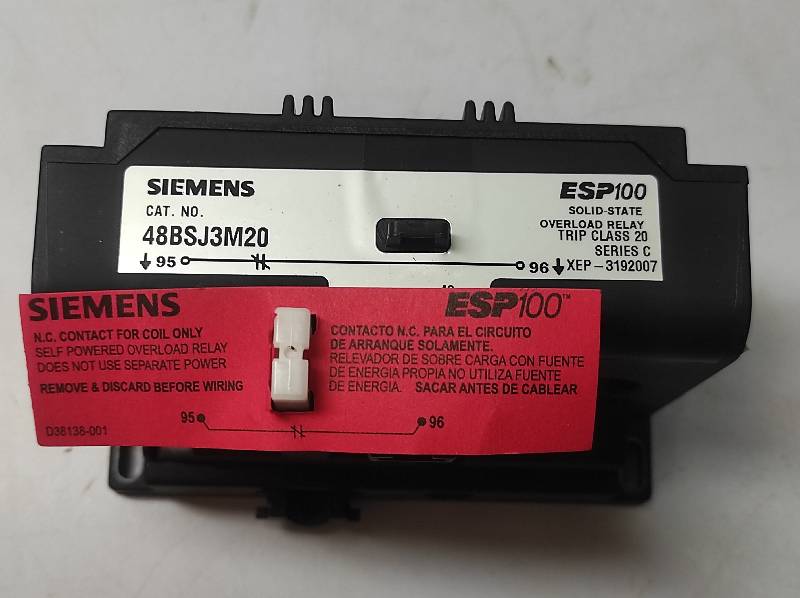 SIEMENS
ESP100
CAT. NO.
SOLID-STATE
48BSJ3M20
OVERLOAD RELAY
TRIP CLASS 20
SERIES C
95
96
XEP-3192007
SIEMENS
ESP100™
N.C. CONTACT FOR COIL ONLY
SELF POWERED OVERLOAD RELAY
DOES NOT USE SEPARATE POWER
REMOVE & DISCARD BEFORE WIRING
CONTACTO N.C. PARA EL CIRCUITO
DE ARRANQUE SOLAMENTE.
RELEVADOR DE SOBRE CARGA CON FUENTE
DE ENERGIA PROPIA NO UTILIZA FUENTE
DE ENERGIA. SACAR ANTES DE CABLEAR
95
96
D38138-001